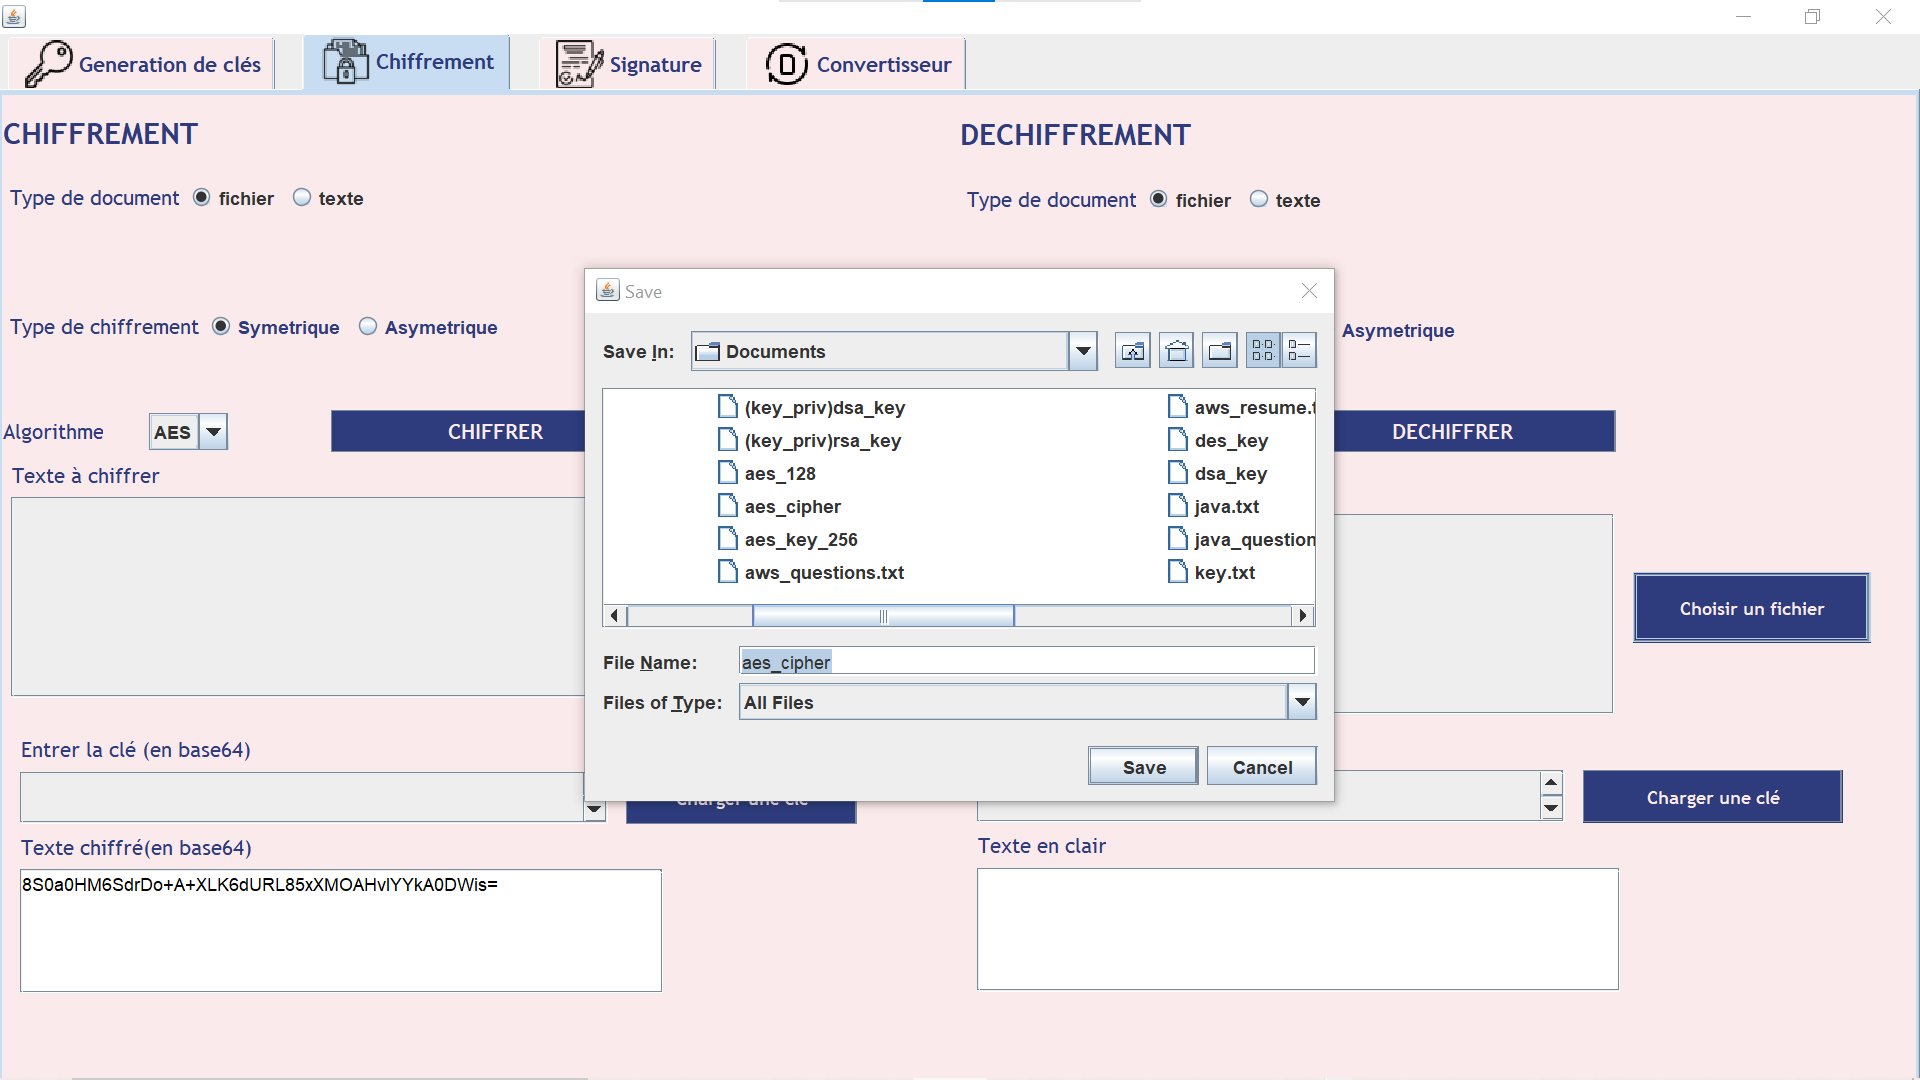 Generation de clés
Chiffrement
Signature
Convertisseur
CHIFFREMENT
Type de document fichier texte
Type de chiffrement Symetrique Asymetrique
Algorithme AES CHIFFRER
Texte à chiffrer
Entrer la clé (en base64)
Charger une clé
Texte chiffré(en base64)
8S0a0HM6SdrDo+A+XLK6dURL85xXMOAHvlYYkA0DWis=
DECHIFFREMENT
Type de document fichier texte
Asymetrique
DECHIFFRER
Choisir un fichier
Charger une clé
Texte en clair
Save
Save In: Documents
(key_priv)dsa_key
(key_priv)rsa_key
aes_128
aes_cipher
aes_key_256
aws_questions.txt
aws_resume.t
des_key
dsa_key
java.txt
java_question
key.txt
File Name: aes_cipher
Files of Type: All Files
Save Cancel